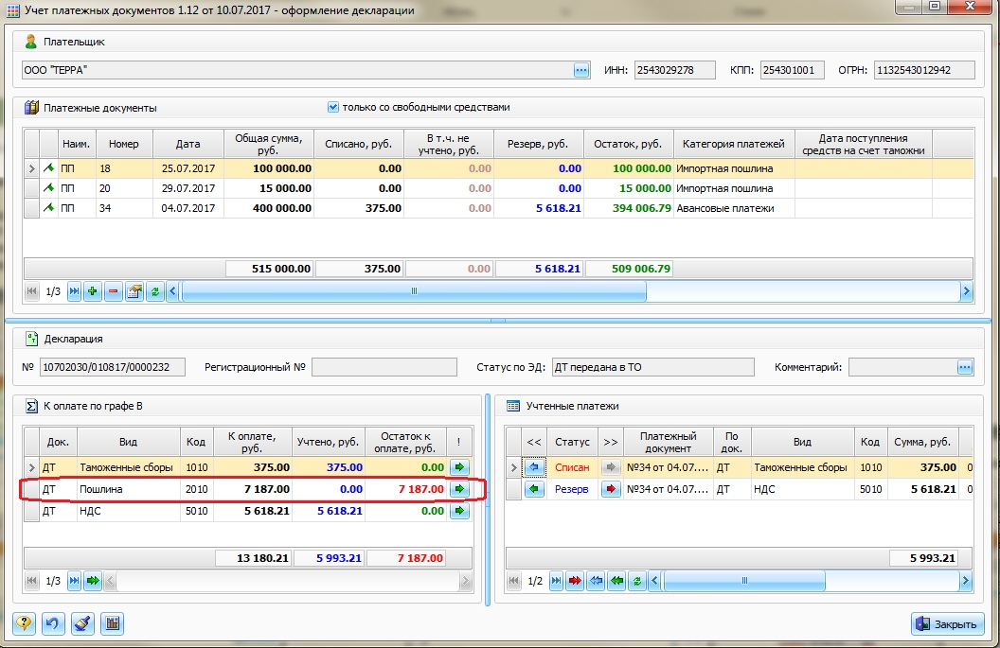 Учет платежных документов 1.12 от 10.07.2017 - оформление декларации
Плательщик
ООО "ТЕРРА" ИНН: 2543029278 КПП: 254301001 ОГРН: 1132543012942
Платежные документы только со свободными средствами
Наим. Номер Дата Общая сумма, руб. Списано, руб. В т.ч. не учтено, руб. Резерв, руб. Остаток, руб. Категория платежей Дата поступления средств на счет таможни
ПП 18 25.07.2017 100 000.00 0.00 0.00 0.00 100 000.00 Импортная пошлина
ПП 20 29.07.2017 15 000.00 0.00 0.00 0.00 15 000.00 Импортная пошлина
ПП 34 04.07.2017 400 000.00 375.00 0.00 5 618.21 394 006.79 Авансовые платежи
515 000.00 375.00 0.00 5 618.21 509 006.79
1/3
Декларация
№ 10702030/010817/0000232 Регистрационный № Статус по ЭД: ДТ передана в ТО Комментарий:
К оплате по графе В
Док. Вид Код К оплате, руб. Учтено, руб. Остаток к оплате, руб. !
ДТ Таможенные сборы 1010 375.00 375.00 0.00
ДТ Пошлина 2010 7 187.00 0.00 7 187.00
ДТ НДС 5010 5 618.21 5 618.21 0.00
13 180.21 5 993.21 7 187.00
1/3
Учтенные платежи
<< Статус >> Платежный документ По док. Вид Код Сумма, руб.
Списан №34 от 04.07.... ДТ Таможенные сборы 1010 375.00 0
Резерв №34 от 04.07.... ДТ НДС 5010 5 618.21 0
5 993.21
1/2
Закрыть